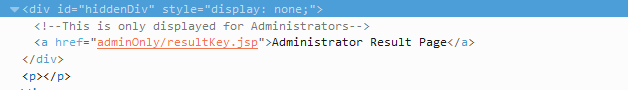 <div id="hiddenDiv" style="display: none;">
<!--This is only displayed for Administrators-->
<a href="adminOnly/resultKey.jsp">Administrator Result Page</a>
</div>
<p></p>